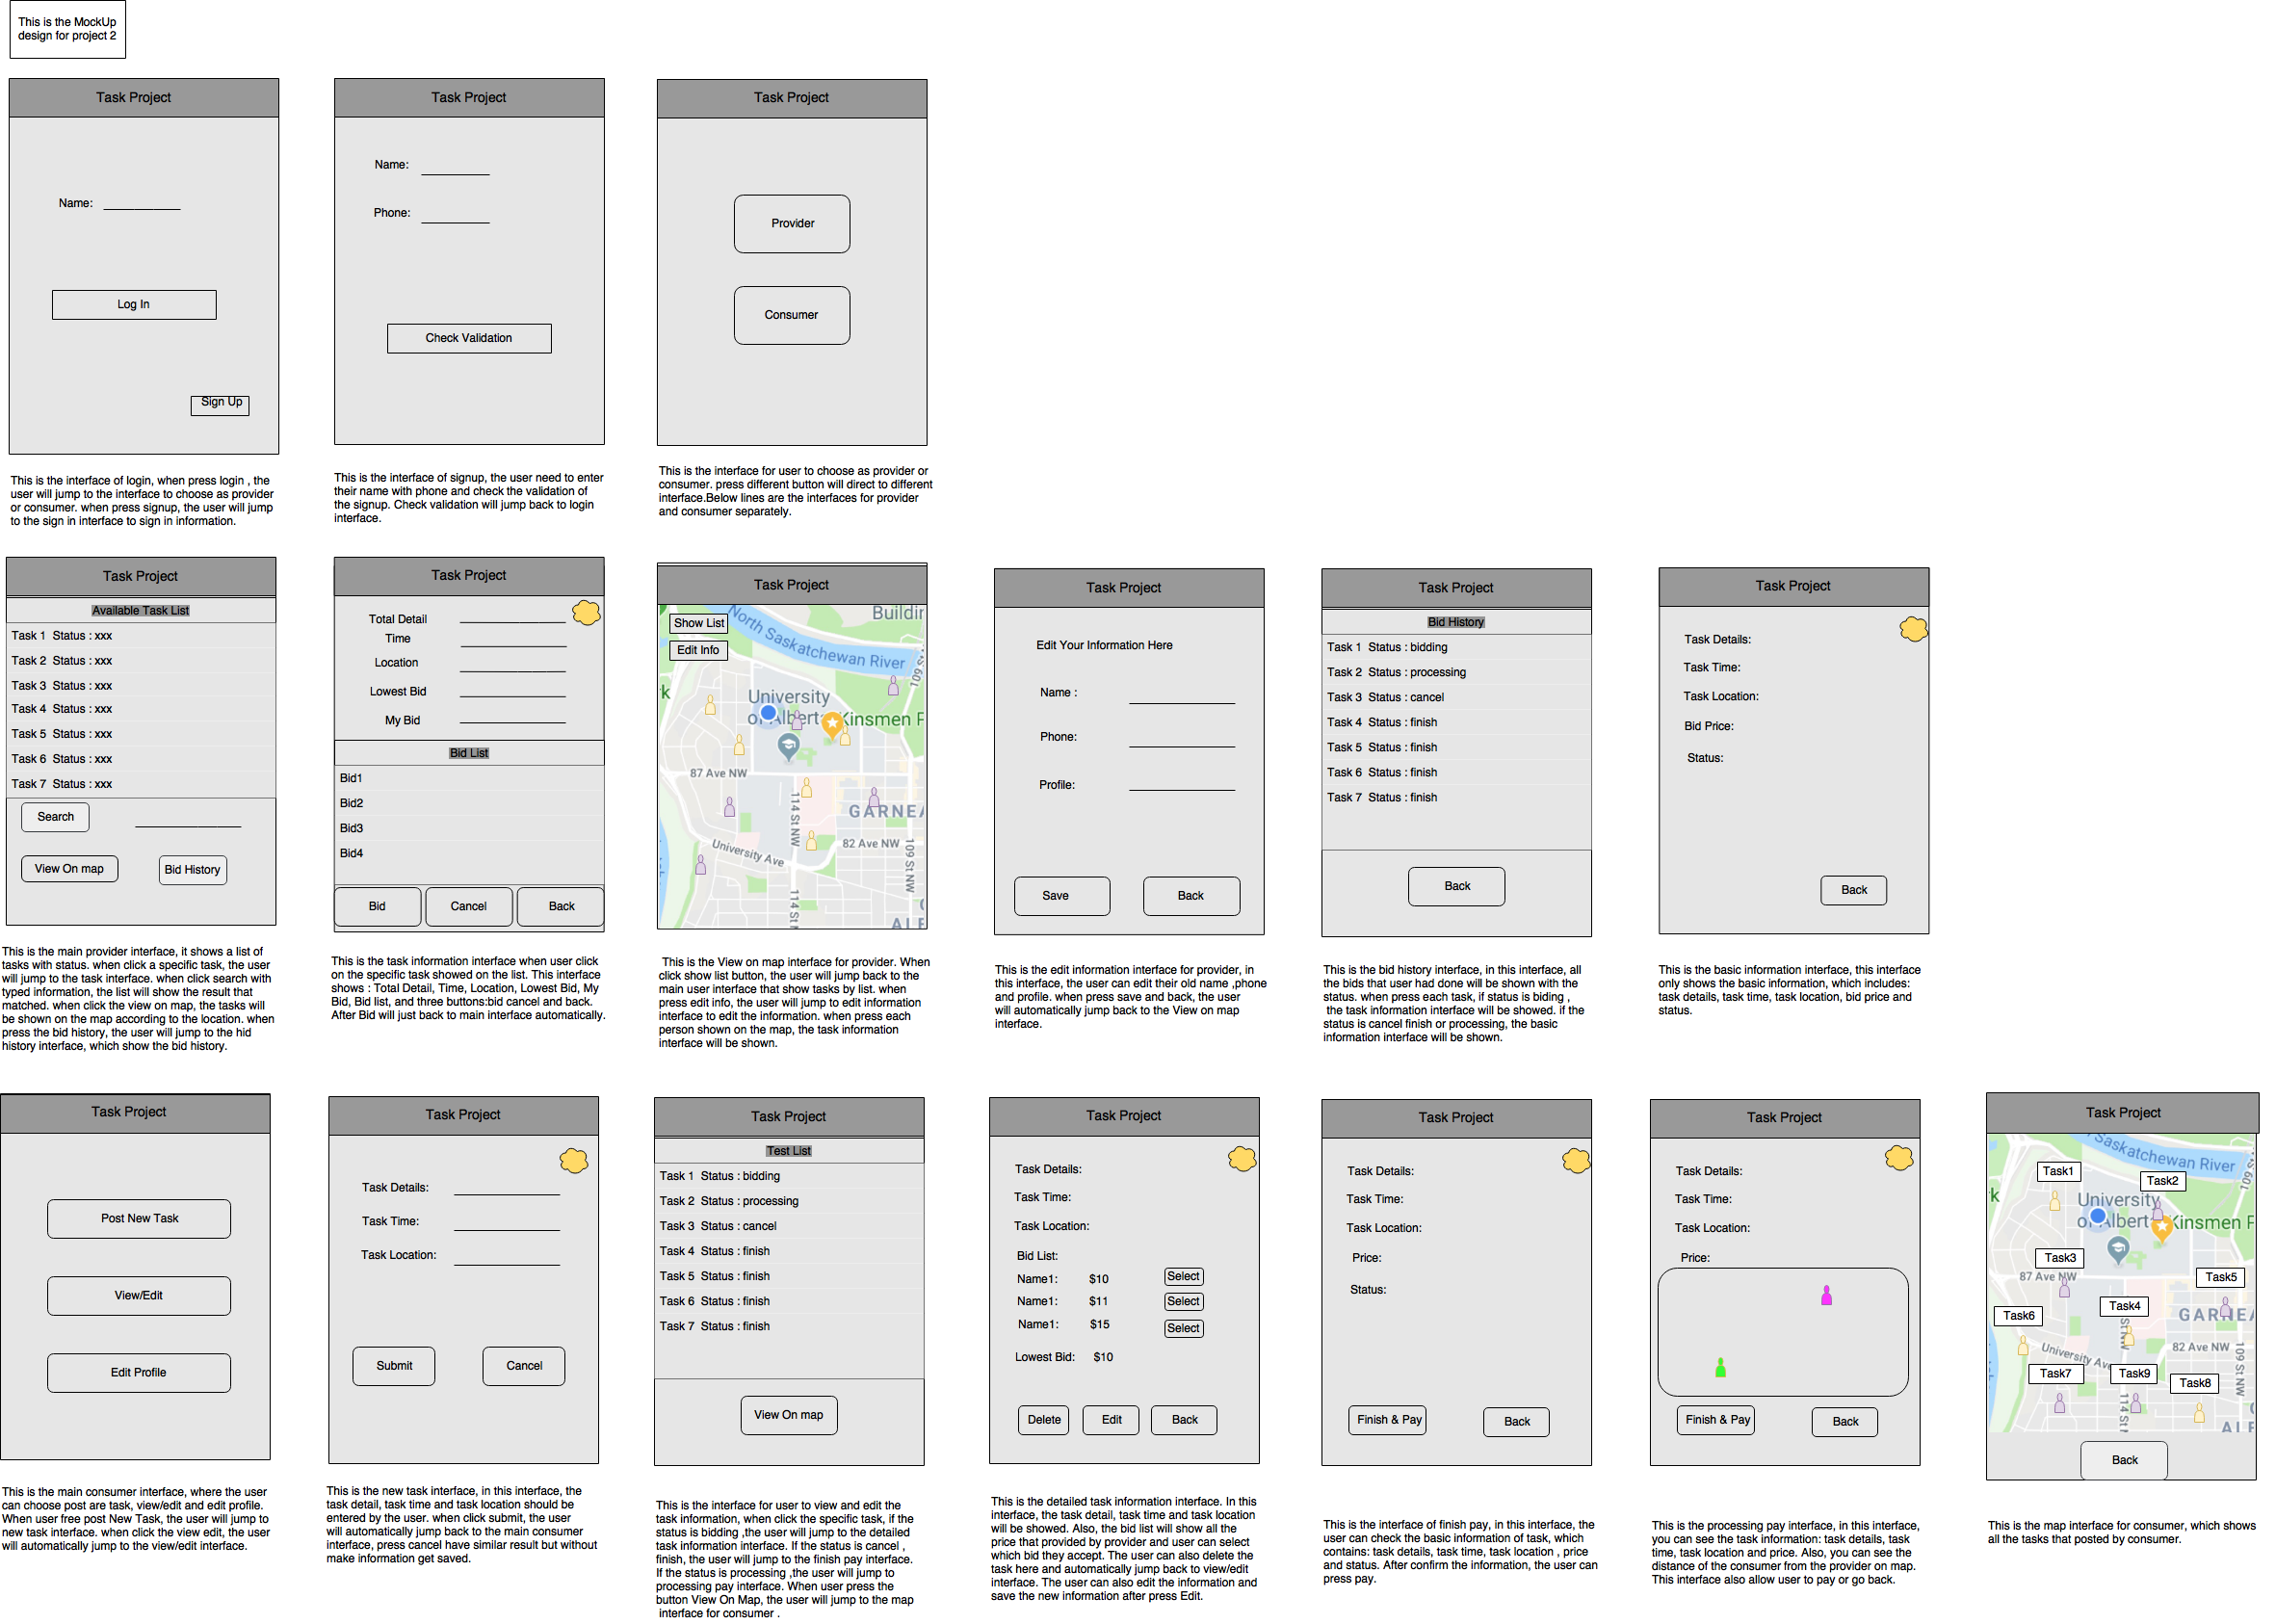 This is the MockUp
design for project 2
Task Project
Name:
Log In
Sign Up
This is the interface of login, when press login , the
user will jump to the interface to choose as provider
or consumer. when press signup, the user will jump
to the sign in interface to sign in information.
Task Project
Name:
Phone:
Check Validation
This is the interface of signup, the user need to enter
their name with phone and check the validation of
the signup. Check validation will jump back to login
interface.
Task Project
Provider
Consumer
This is the interface for user to choose as provider or
consumer. press different button will direct to different
interface.Below lines are the interfaces for provider
and consumer separately.
Task Project
Available Task List
Task 1 Status : xxx
Task 2 Status : xxx
Task 3 Status : xxx
Task 4 Status : xxx
Task 5 Status : xxx
Task 6 Status : xxx
Task 7 Status : xxx
Search
View On map
Bid History
This is the main provider interface, it shows a list of
tasks with status. when click a specific task, the user
will jump to the task interface. when click search with
typed information, the list will show the result that
matched. when click the view on map, the tasks will
be shown on the map according to the location. when
press the bid history, the user will jump to the hid
history interface, which show the bid history.
Task Project
Total Detail
Time
Location
Lowest Bid
My Bid
Bid List
Bid1
Bid2
Bid3
Bid4
Bid
Cancel
Back
This is the task information interface when user click
on the specific task showed on the list. This interface
shows : Total Detail, Time, Location, Lowest Bid, My
Bid, Bid list, and three buttons:bid cancel and back.
After Bid will just back to main interface automatically.
Task Project
Show List
Edit Info
Buildin
North Saskatchewan River
109 St
rk
University
of Alberta
Kinsmen P
87 Ave NW
114 St NW
GARNEA
University Ave
82 Ave NW
109 St NW
114 St N
ALE
This is the View on map interface for provider. When
click show list button, the user will jump back to the
main user interface that show tasks by list. when
press edit info, the user will jump to edit information
interface to edit the information. when press each
person shown on the map, the task information
interface will be shown.
Task Project
Edit Your Information Here
Name :
Phone:
Profile:
Save
Back
This is the edit information interface for provider, in
this interface, the user can edit their old name ,phone
and profile. when press save and back, the user
will automatically jump back to the View on map
interface.
Task Project
Bid History
Task 1 Status : bidding
Task 2 Status : processing
Task 3 Status : cancel
Task 4 Status : finish
Task 5 Status : finish
Task 6 Status : finish
Task 7 Status : finish
Back
This is the bid history interface, in this interface, all
the bids that user had done will be shown with the
status. when press each task, if status is biding ,
the task information interface will be showed. if the
status is cancel finish or processing, the basic
information interface will be shown.
Task Project
Task Details:
Task Time:
Task Location:
Bid Price:
Status:
Back
This is the basic information interface, this interface
only shows the basic information, which includes:
task details, task time, task location, bid price and
status.
Task Project
Post New Task
View/Edit
Edit Profile
This is the main consumer interface, where the user
can choose post are task, view/edit and edit profile.
When user free post New Task, the user will jump to
new task interface. when click the view edit, the user
will automatically jump to the view/edit interface.
Task Project
Task Details:
Task Time:
Task Location:
Submit
Cancel
This is the new task interface, in this interface, the
task detail, task time and task location should be
entered by the user. when click submit, the user
will automatically jump back to the main consumer
interface, press cancel have similar result but without
make information get saved.
Task Project
Test List
Task 1 Status : bidding
Task 2 Status : processing
Task 3 Status : cancel
Task 4 Status : finish
Task 5 Status : finish
Task 6 Status : finish
Task 7 Status : finish
View On map
This is the interface for user to view and edit the
task information, when click the specific task, if the
status is bidding ,the user will jump to the detailed
task information interface. If the status is cancel ,
finish, the user will jump to the finish pay interface.
If the status is processing ,the user will jump to
processing pay interface. When user press the
button View On Map, the user will jump to the map
interface for consumer .
Task Project
Task Details:
Task Time:
Task Location:
Bid List:
Name1: $10 Select
Name1: $11 Select
Name1: $15 Select
Lowest Bid: $10
Delete
Edit
Back
This is the detailed task information interface. In this
interface, the task detail, task time and task location
will be showed. Also, the bid list will show all the
price that provided by provider and user can select
which bid they accept. The user can also delete the
task here and automatically jump back to view/edit
interface. The user can also edit the information and
save the new information after press Edit.
Task Project
Task Details:
Task Time:
Task Location:
Price:
Status:
Finish & Pay
Back
This is the interface of finish pay, in this interface, the
user can check the basic information of task, which
contains: task details, task time, task location , price
and status. After confirm the information, the user can
press pay.
Task Project
Task Details:
Task Time:
Task Location:
Price:
Finish & Pay
Back
This is the processing pay interface, in this interface,
you can see the task information: task details, task
time, task location and price. Also, you can see the
distance of the consumer from the provider on map.
This interface also allow user to pay or go back.
Task Project
Saskatchewan River
109 St
Task1
Task2
University
of Alberta
Kinsmen P
Task3
87 Ave NW
Task5
Task4
Task6
GARNEA
St NW
University Av
82 Ave NW
109 St NW
Task7
Task9
Task8
114 St
ALE
Back
This is the map interface for consumer, which shows
all the tasks that posted by consumer.